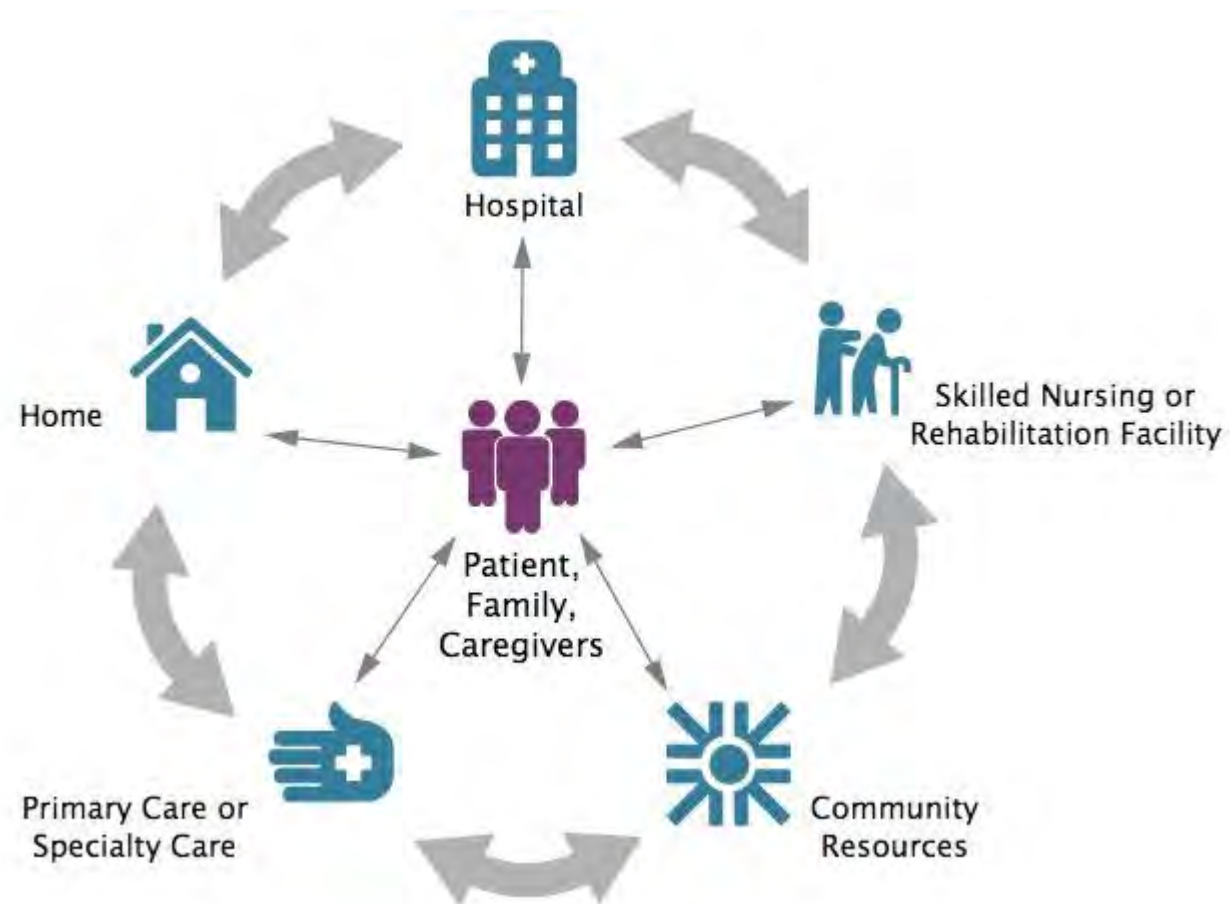 Hospital
Home
Skilled Nursing or
Rehabilitation Facility
Patient,
Family,
Caregivers
Primary Care or
Specialty Care
Community
Resources